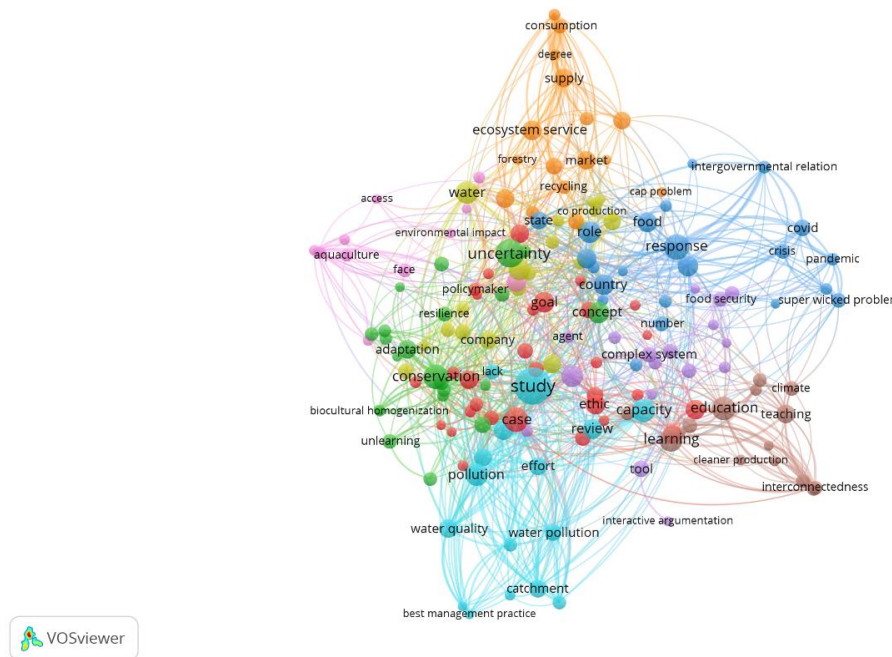 consumption
degree
supply
ecosystem service
forestry
market
intergovernmental relation
recycling
cap problem
water
access
co production
state
food
covid
role
environmental impact
response
uncertainty
crisis
aquaculture
pandemic
face
country
policymaker
food security
super wicked problem
goal
resilience
concept
number
agent
company
adaptation
complex system
lack
conservation
study
climate
biocultural homogenization
ethic
capacity
education
teaching
case
review
unlearning
learning
cleaner production
effort
tool
pollution
interconnectedness
interactive argumentation
water quality
water pollution
catchment
best management practice
VOSviewer